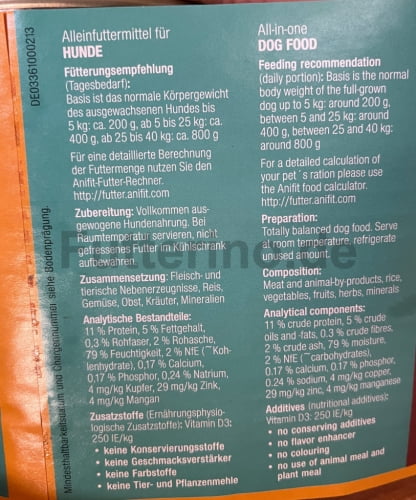 DE03361000213
Alleinfuttermittel für
HUNDE
Fütterungsempfehlung
(Tagesbedarf):
Basis ist das normale Körpergewicht
des ausgewachsenen Hundes bis
5 kg: ca. 200 g, ab 5 bis 25 kg: ca.
400 g, ab 25 bis 40 kg: ca. 800 g
Für eine detaillierte Berechnung
der Futtermenge nutzen Sie den
Anifit-Futter-Rechner.
http://futter.anifit.com
Zubereitung: Vollkommen aus-
gewogene Hundenahrung. Bei
Raumtemperatur servieren, nicht
gefressenes Futter im Kühlschrank
aufbewahren.
Zusammensetzung: Fleisch- und
tierische Nebenerzeugnisse, Reis,
Gemüse, Obst, Kräuter, Mineralien
Analytische Bestandteile:
11 % Protein, 5 % Fettgehalt,
0,3 % Rohfaser, 2 % Rohasche,
79 % Feuchtigkeit, 2 % NfE (¯Koh-
lenhydrate), 0,17 % Calcium,
0,17 % Phosphor, 0,24 % Natrium,
4 mg/kg Kupfer, 29 mg/kg Zink,
4 mg/kg Mangan
Zusatzstoffe (Ernährungsphysio-
logische Zusatzstoffe): Vitamin D3:
250 IE/kg
• keine Konservierungsstoffe
• keine Geschmacksverstärker
• keine Farbstoffe
• keine Tier- und Pflanzenmehle
Mindesthaltbarkeitsdatum und Chargennummer siehe Bodenprägung.
All-in-one
DOG FOOD
Feeding recommendation
(daily portion): Basis is the normal
body weight of the full-grown
dog up to 5 kg: around 200 g,
between 5 and 25 kg: around
400 g, between 25 and 40 kg:
around 800 g
For a detailed calculation of
your pet´s ration please use
the Anifit food calculator.
http://futter.anifit.com
Preparation:
Totally balanced dog food. Serve
at room temperature, refrigerate
food amount.
Composition:
Meat and animal-by-products, rice,
vegetables, fruits, herbs, minerals
Analytical components:
11 % crude protein, 5 % crude
oils and -fats, 0.3 % crude fibres,
2 % crude ash, 79 % moisture,
2 % NfE (¯carbohydrates),
0.17 % calcium, 0.17 % phosphor,
0.24 % sodium, 4 mg/kg copper,
29 mg/kg zinc, 4 mg/kg manganese
Additives (nutritional additives):
Vitamin D3: 250 IE/kg
• no conserving additives
• no flavor enhancer
• no colouring
• no use of animal meal and
plant meal